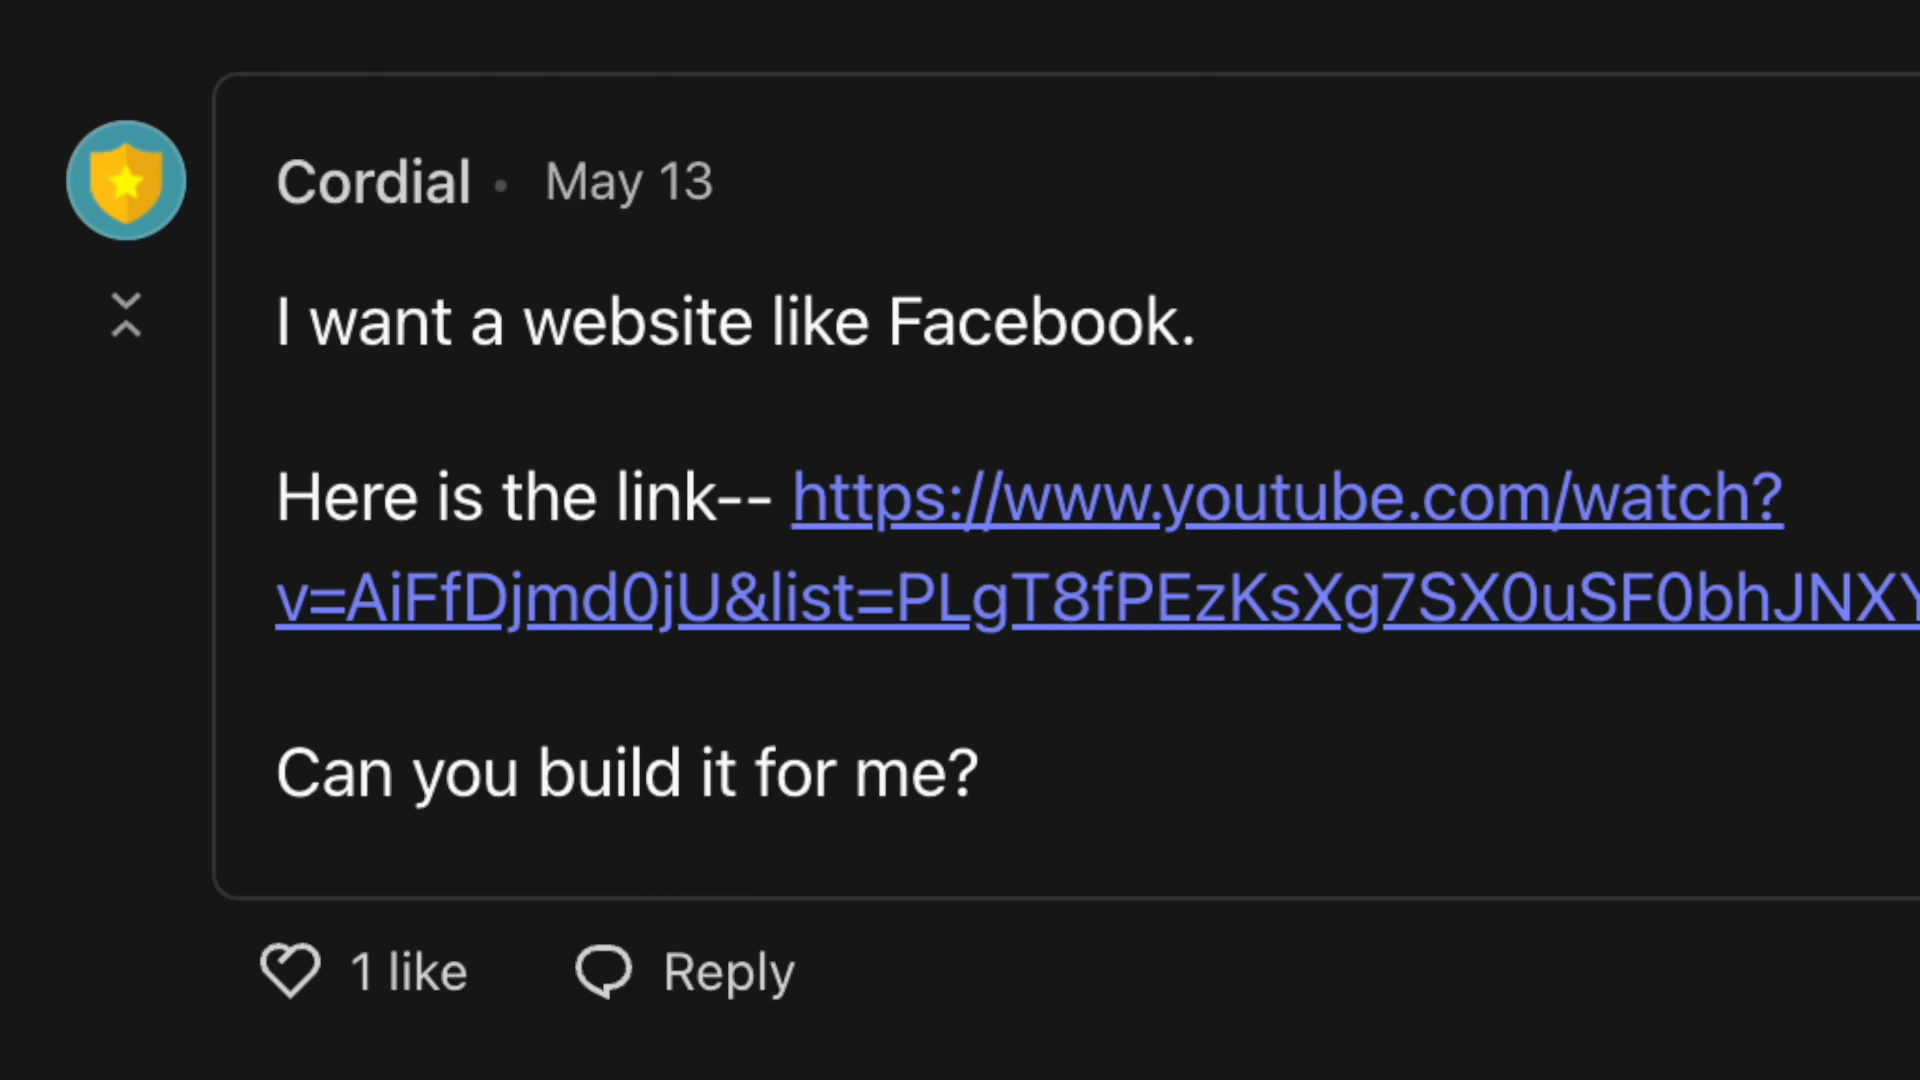 Cordial • May 13
I want a website like Facebook.
Here is the link-- https://www.youtube.com/watch?
v=AiFfDjmd0jU&list=PLgT8fPEzKsXg7SX0uSF0bhJNXY
Can you build it for me?
1 like Reply